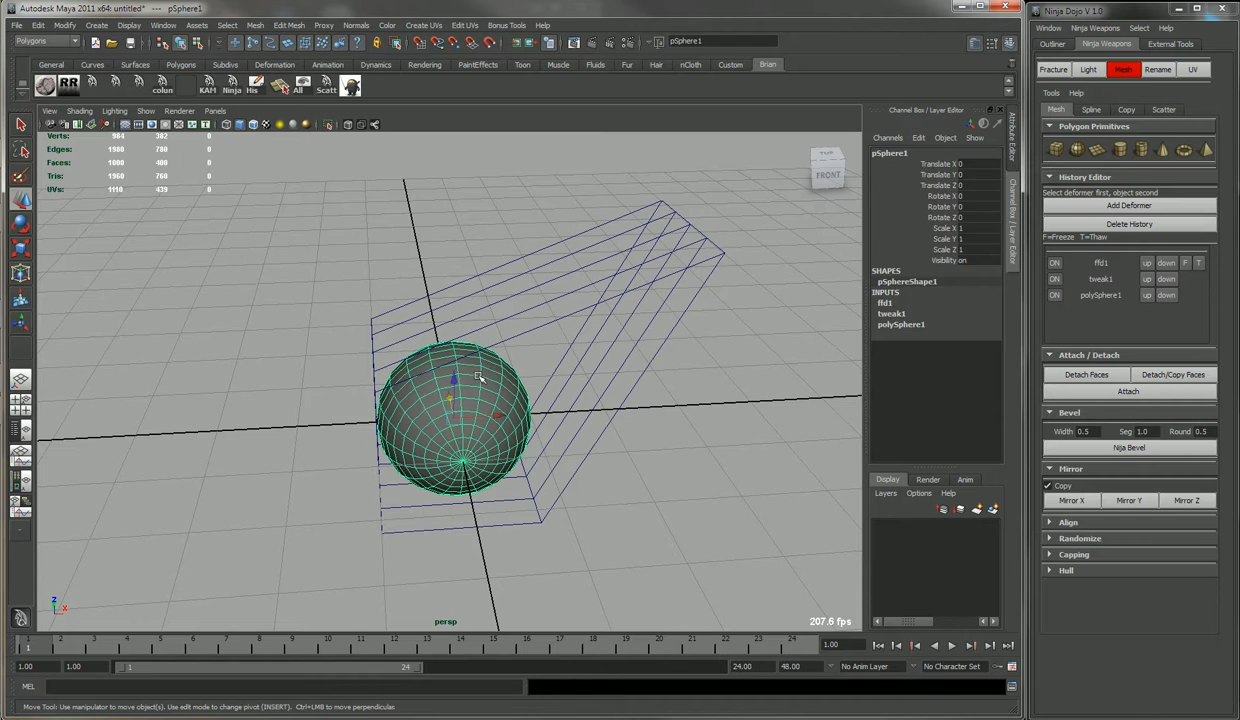 Autodesk Maya 2011 x64: untitled*   ---   pSphere1
File Edit Modify Create Display Window Assets Select Mesh Edit Mesh Proxy Normals Color Create UVs Edit UVs Bonus Tools Help
Polygons
pSphere1
General Curves Surfaces Polygons Subdivs Deformation Animation Dynamics Rendering PaintEffects Toon Muscle Fluids Fur Hair nCloth Custom Brian
RR colun KAM Ninja His All Scatt
View Shading Lighting Show Renderer Panels
Verts: 984 382 0
Edges: 1980 780 0
Faces: 1000 400 0
Tris: 1960 760 0
UVs: 1110 439 0
FRONT
persp
207.6 fps
z
x
Channel Box / Layer Editor
Channels Edit Object Show
pSphere1
Translate X 0
Translate Y 0
Translate Z 0
Rotate X 0
Rotate Y 0
Rotate Z 0
Scale X 1
Scale Y 1
Scale Z 1
Visibility on
SHAPES
pSphereShape1
INPUTS
ffd1
tweak1
polySphere1
Display Render Anim
Layers Options Help
Attribute Editor
Channel Box / Layer Editor
1 2 3 4 5 6 7 8 9 10 11 12 13 14 15 16 17 18 19 20 21 22 23 24
1
1.00
1.00 1.00 1 24 24.00 48.00 No Anim Layer No Character Set
MEL
Move Tool: Use manipulator to move object(s). Use edit mode to change pivot (INSERT). Ctrl+LMB to move perpendicular.
Ninja Dojo V 1.0
Window Ninja Weapons Select Help
Outliner Ninja Weapons External Tools
Fracture Light Mesh Rename UV
Tools Help
Mesh Spline Copy Scatter
Polygon Primitives
History Editor
Select deformer first, object second
Add Deformer
Delete History
F=Freeze T=Thaw
ON ffd1 up down F T
ON tweak1 up down
ON polySphere1 up down
Attach / Detach
Detach Faces Detach/Copy Faces
Attach
Bevel
Width 0.5 Seg 1.0 Round 0.5
Nija Bevel
Mirror
Copy
Mirror X Mirror Y Mirror Z
Align
Randomize
Capping
Hull